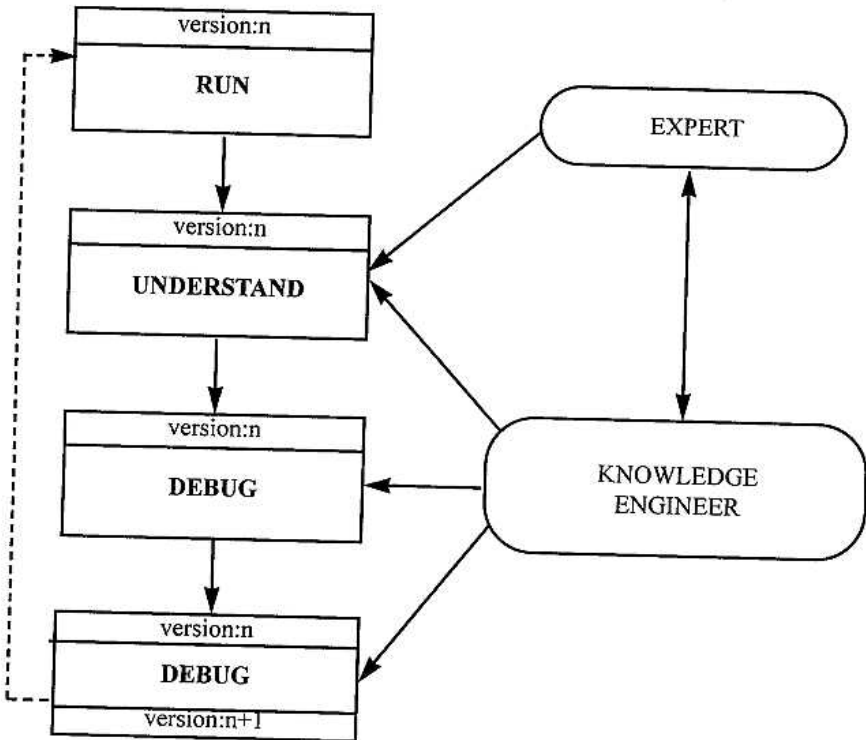 version:n
RUN
EXPERT
version:n
UNDERSTAND
version:n
DEBUG
KNOWLEDGE
ENGINEER
version:n
DEBUG
version:n+1